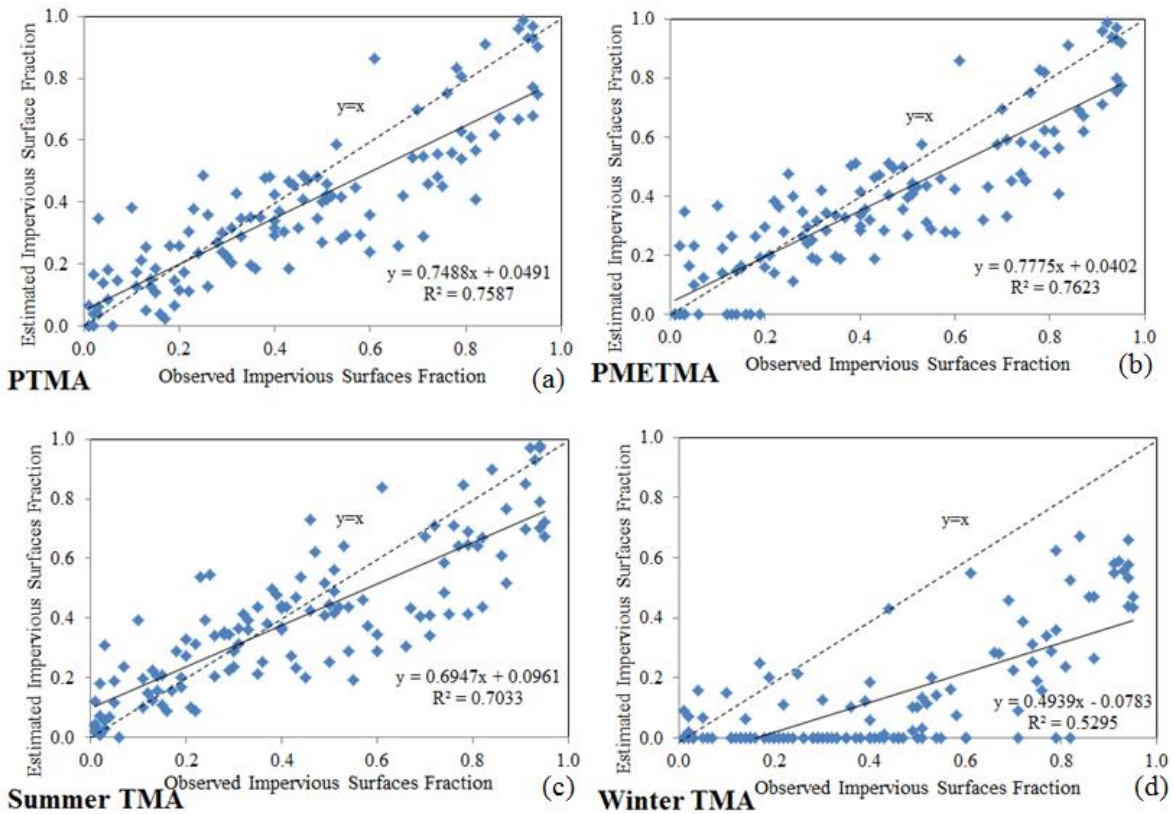 Estimated Impervious Surface Fraction
1.0
0.8
0.6
0.4
0.2
0.0
y=x
y = 0.7488x + 0.0491
R² = 0.7587
0.0 0.2 0.4 0.6 0.8 1.0
Observed Impervious Surfaces Fraction
PTMA
(a)
Estimated Impervious Surfaces Fraction
1.0
0.8
0.6
0.4
0.2
0.0
y=x
y = 0.7775x + 0.0402
R² = 0.7623
0.0 0.2 0.4 0.6 0.8 1.0
Observed Impervious Surfaces Fraction
PMETMA
(b)
Estimated Impervious Surfaces Fraction
1.0
0.8
0.6
0.4
0.2
0.0
y=x
y = 0.6947x + 0.0961
R² = 0.7033
0.0 0.2 0.4 0.6 0.8 1.0
Observed Impervious Surfaces Fraction
Summer TMA
(c)
Estimated Impervious Surfaces Fraction
1.0
0.8
0.6
0.4
0.2
0.0
y=x
y = 0.4939x - 0.0783
R² = 0.5295
0.0 0.2 0.4 0.6 0.8 1.0
Observed Impervious Surfaces Fraction
Winter TMA
(d)